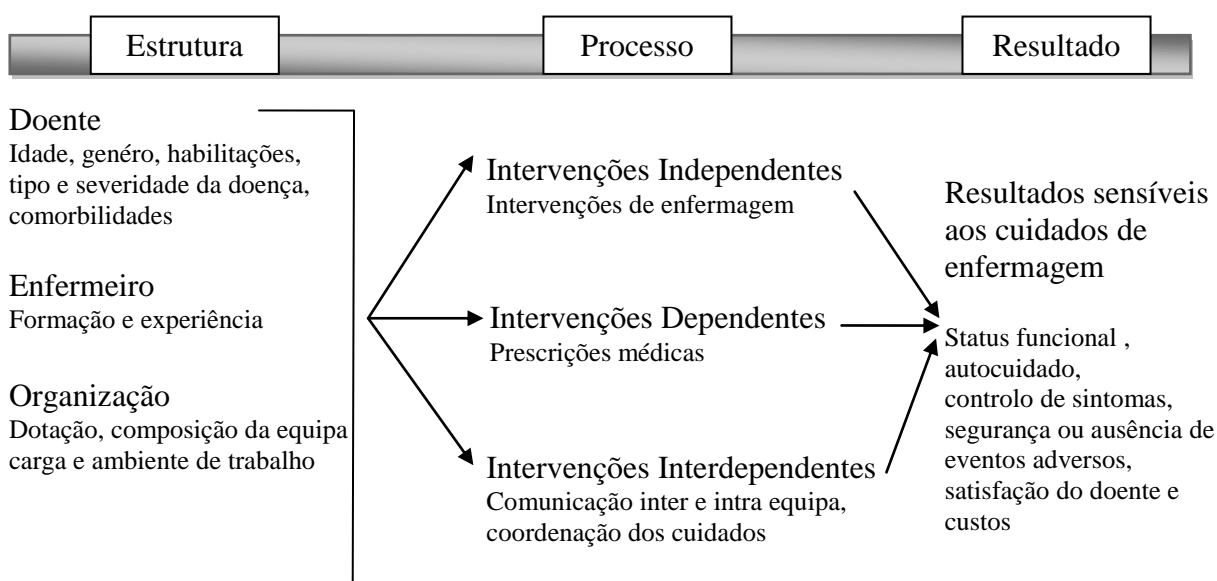 Estrutura
Processo
Resultado
Doente
Idade, genéro, habilitações,
tipo e severidade da doença,
comorbilidades
Enfermeiro
Formação e experiência
Organização
Dotação, composição da equipa
carga e ambiente de trabalho
Intervenções Independentes
Intervenções de enfermagem
Intervenções Dependentes
Prescrições médicas
Intervenções Interdependentes
Comunicação inter e intra equipa,
coordenação dos cuidados
Resultados sensíveis
aos cuidados de
enfermagem
Status funcional ,
autocuidado,
controlo de sintomas,
segurança ou ausência de
eventos adversos,
satisfação do doente e
custos